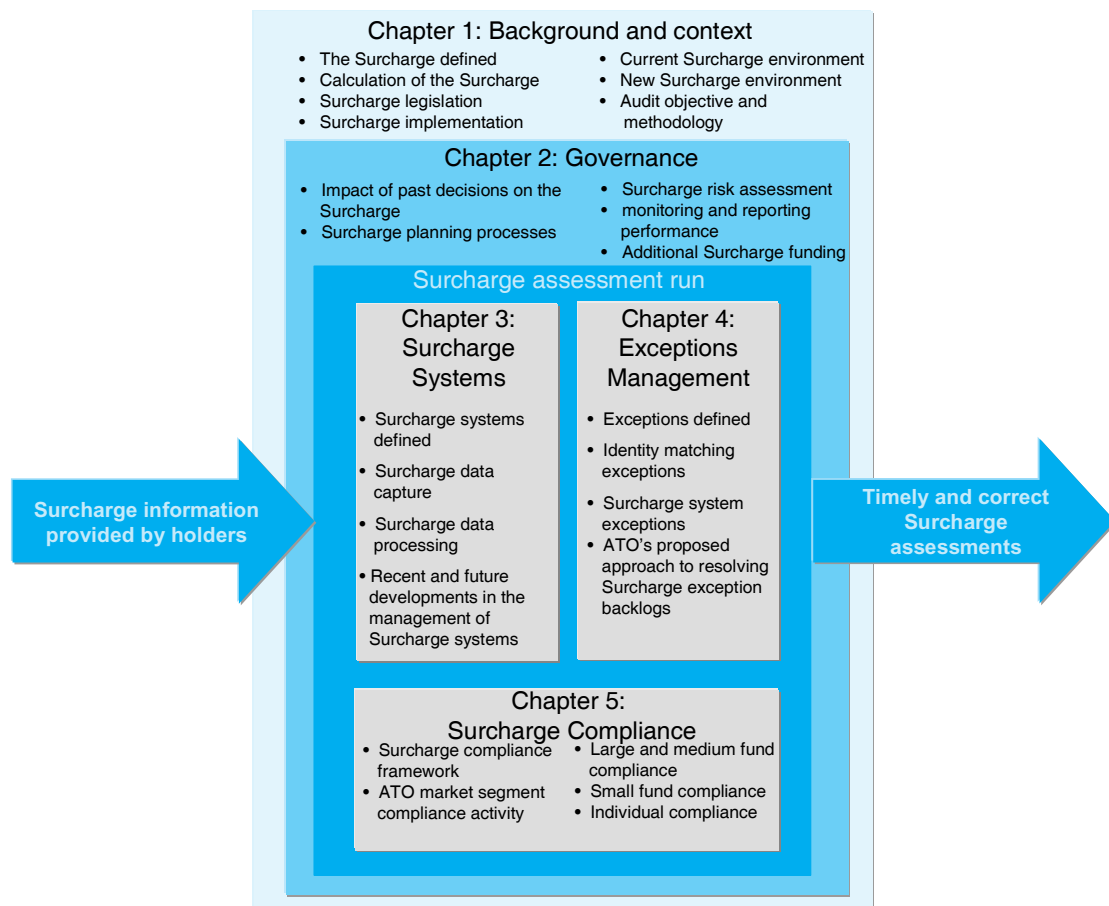 Chapter 1: Background and context
• The Surcharge defined
• Calculation of the Surcharge
• Surcharge legislation
• Surcharge implementation
• Current Surcharge environment
• New Surcharge environment
• Audit objective and
methodology
Chapter 2: Governance
• Impact of past decisions on the
Surcharge
• Surcharge planning processes
• Surcharge risk assessment
• monitoring and reporting
performance
• Additional Surcharge funding
Surcharge assessment run
Surcharge information
provided by holders
Chapter 3:
Surcharge
Systems
• Surcharge systems
defined
• Surcharge data
capture
• Surcharge data
processing
• Recent and future
developments in the
management of
Surcharge systems
Chapter 4:
Exceptions
Management
• Exceptions defined
• Identity matching
exceptions
• Surcharge system
exceptions
• ATO's proposed
approach to resolving
Surcharge exception
backlogs
Timely and correct
Surcharge
assessments
Chapter 5:
Surcharge Compliance
• Surcharge compliance
framework
• ATO market segment
compliance activity
• Large and medium fund
compliance
• Small fund compliance
• Individual compliance